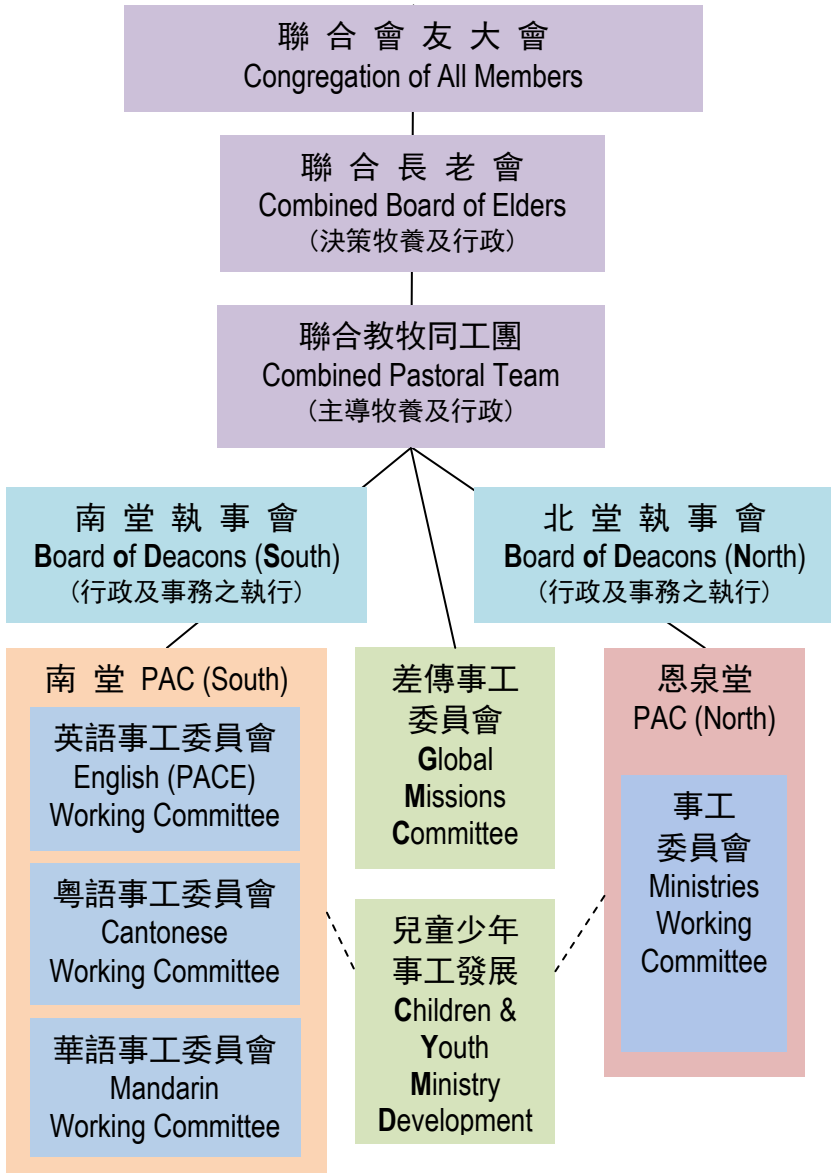 聯 合 會 友 大 會
Congregation of All Members
聯 合 長 老 會
Combined Board of Elders
（決策牧養及行政）
聯合教牧同工團
Combined Pastoral Team
（主導牧養及行政）
南 堂 執 事 會
Board of Deacons (South)
（行政及事務之執行）
北 堂 執 事 會
Board of Deacons (North)
（行政及事務之執行）
南 堂 PAC (South)
英語事工委員會
English (PACE)
Working Committee
粵語事工委員會
Cantonese
Working Committee
華語事工委員會
Mandarin
Working Committee
差傳事工
委員會
Global
Missions
Committee
兒童少年
事工發展
Children &
Youth
Ministry
Development
恩泉堂
PAC (North)
事工
委員會
Ministries
Working
Committee